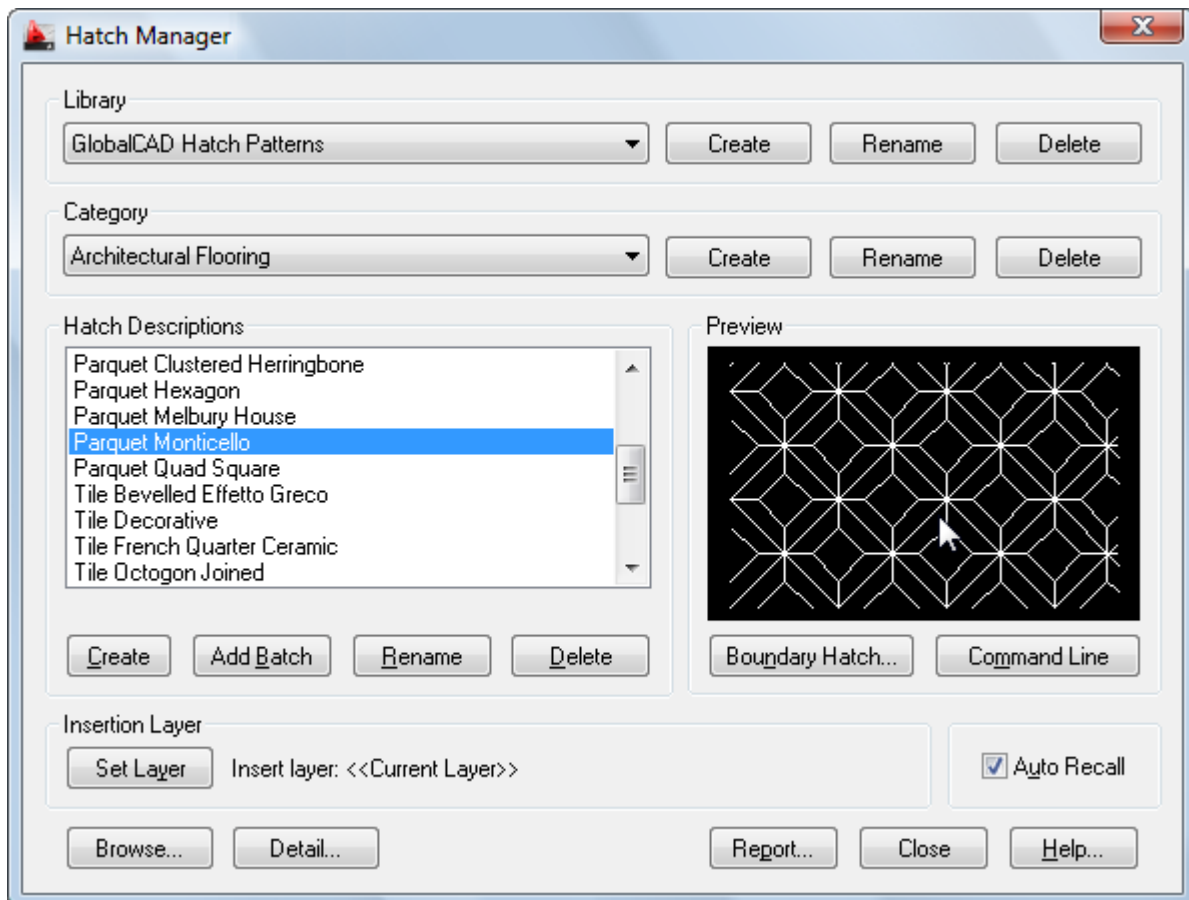 Hatch Manager
Library
GlobalCAD Hatch Patterns
Create
Rename
Delete
Category
Architectural Flooring
Create
Rename
Delete
Hatch Descriptions
Parquet Clustered Herringbone
Parquet Hexagon
Parquet Melbury House
Parquet Monticello
Parquet Quad Square
Tile Bevelled Effetto Greco
Tile Decorative
Tile French Quarter Ceramic
Tile Octogon Joined
Create
Add Batch
Rename
Delete
Preview
Boundary Hatch...
Command Line
Insertion Layer
Set Layer
Insert layer: <<Current Layer>>
Auto Recall
Browse...
Detail...
Report...
Close
Help...